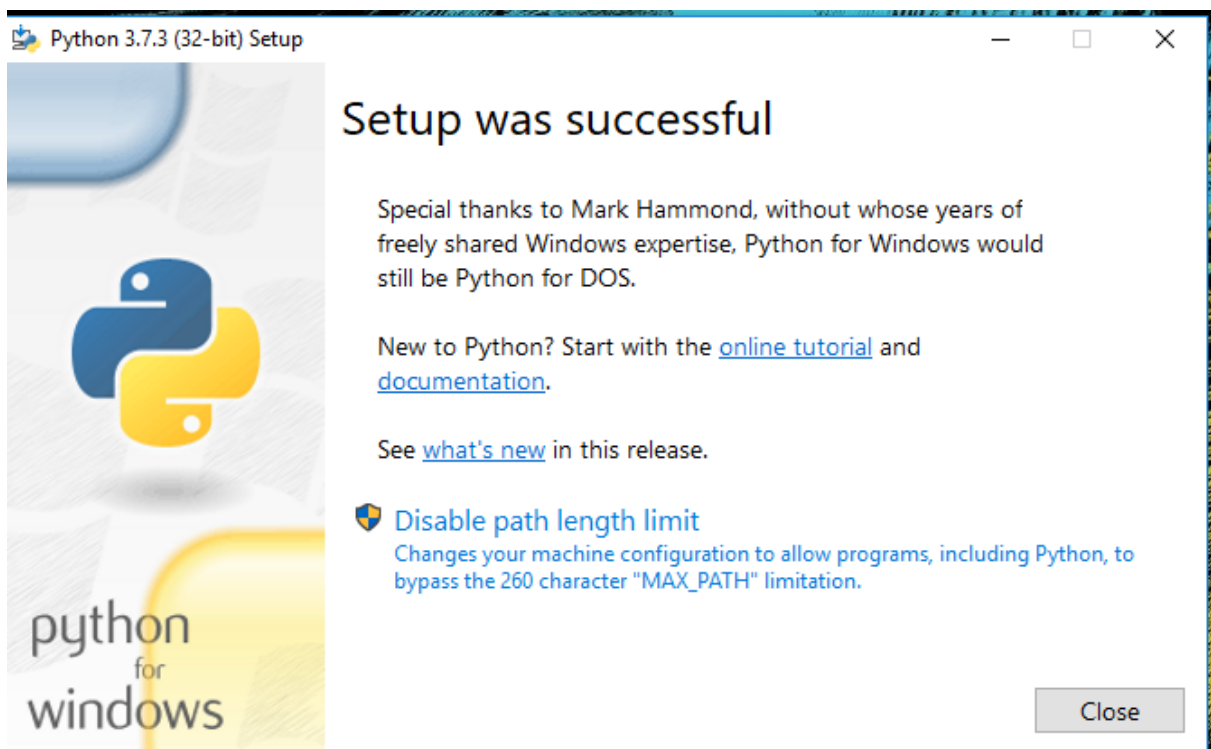 Python 3.7.3 (32-bit) Setup
Setup was successful
Special thanks to Mark Hammond, without whose years of
freely shared Windows expertise, Python for Windows would
still be Python for DOS.
New to Python? Start with the online tutorial and
documentation.
See what's new in this release.
Disable path length limit
Changes your machine configuration to allow programs, including Python, to
bypass the 260 character "MAX_PATH" limitation.
python
for
windows
Close